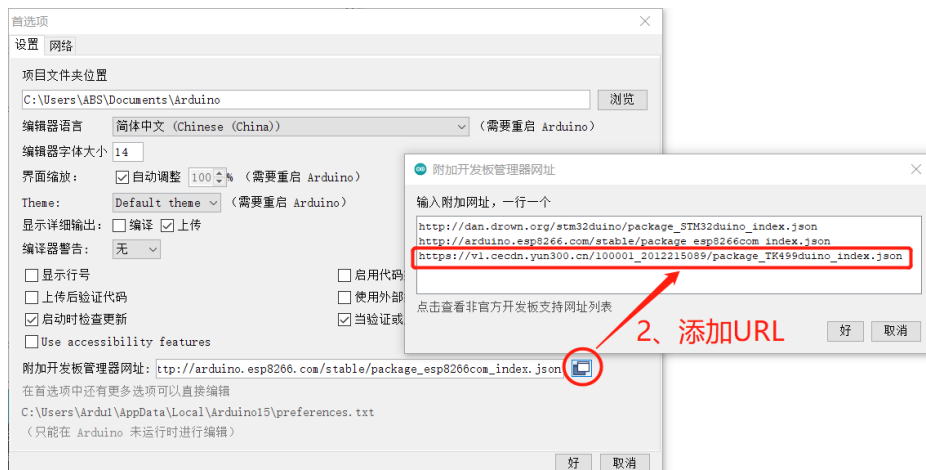 首选项
设置 网络
项目文件夹位置
C:\Users\ABS\Documents\Arduino 浏览
编辑器语言 简体中文 (Chinese (China)) (需要重启 Arduino)
编辑器字体大小 14
界面缩放: 自动调整 100 % (需要重启 Arduino)
Theme: Default theme (需要重启 Arduino)
显示详细输出: 编译 上传
编译器警告: 无
显示行号 启用代码
上传后验证代码 使用外部
启动时检查更新 当验证或
Use accessibility features
附加开发板管理器网址: ttp://arduino.esp8266.com/stable/package_esp8266com_index.json
在首选项中还有更多选项可以直接编辑
C:\Users\Ardu1\AppData\Local\Arduino15\preferences.txt
(只能在 Arduino 未运行时进行编辑)
好 取消
附加开发板管理器网址
输入附加网址，一行一个
http://dan.drown.org/stm32duino/package_STM32duino_index.json
http://arduino.esp8266.com/stable/package_esp8266com_index.json
https://v1.cecdn.yun300.cn/100001_2012215089/package_TK499duino_index.json
点击查看非官方开发板支持网址列表
2、添加URL
好 取消